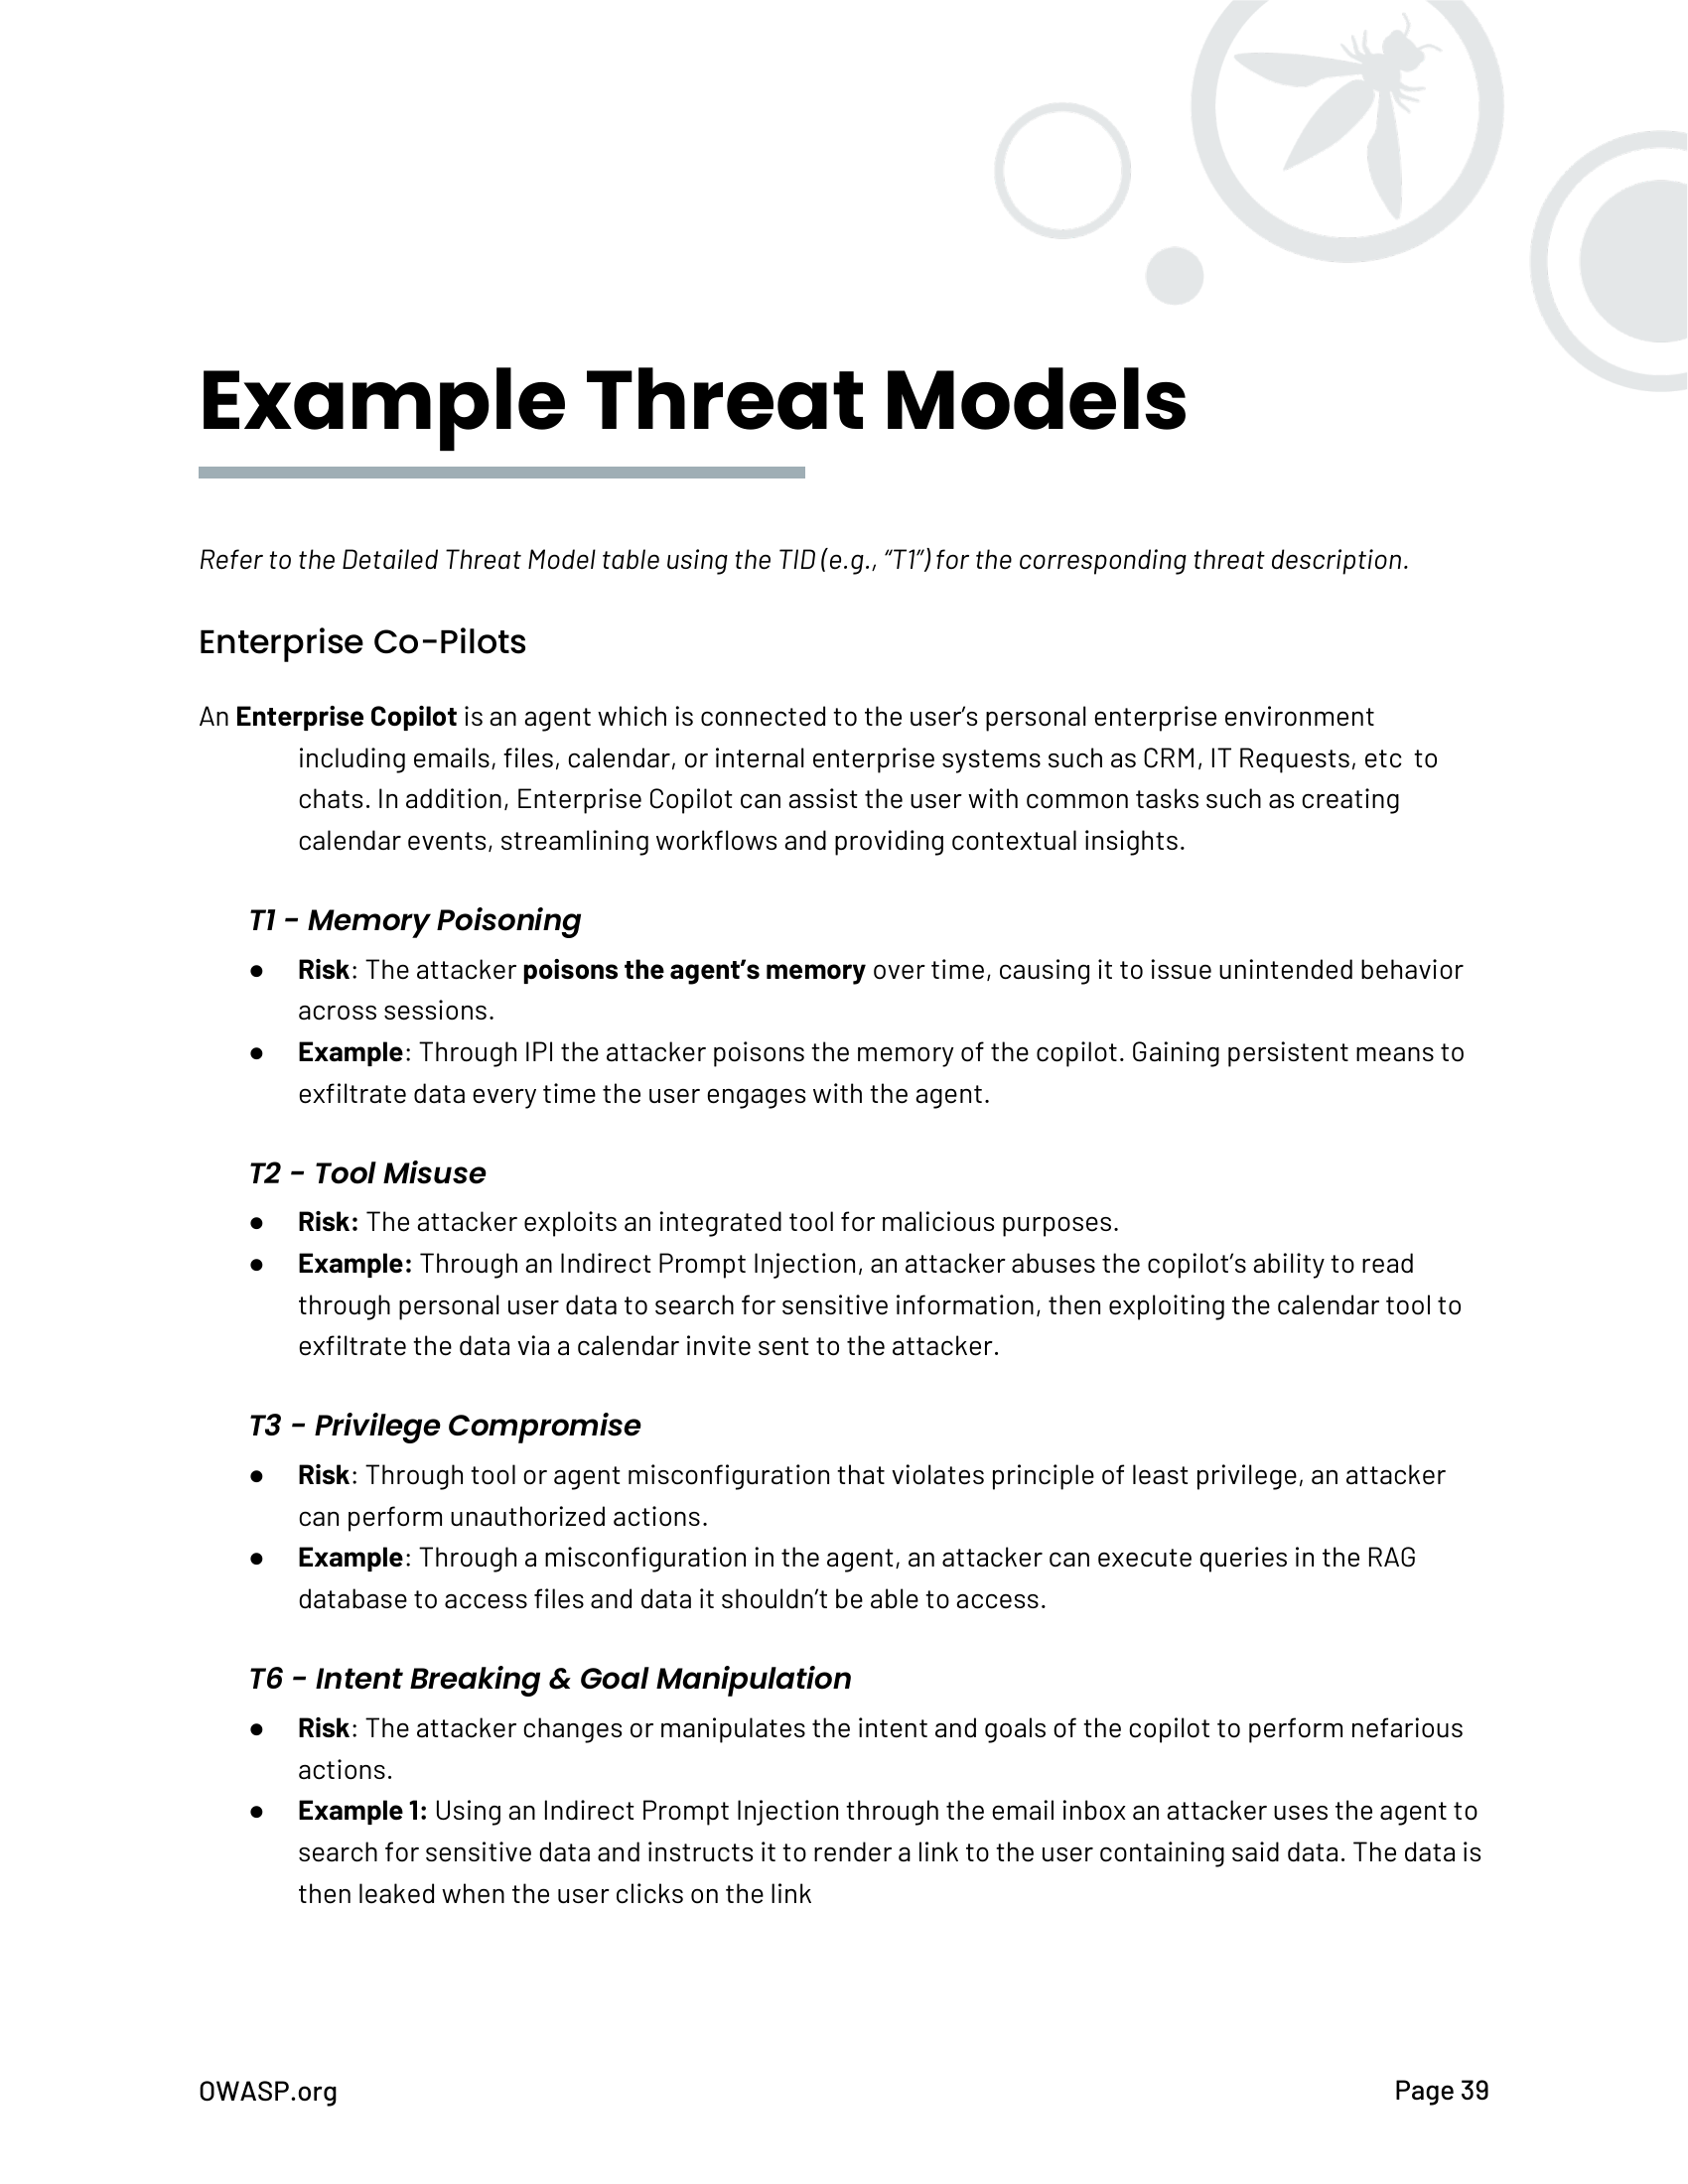 Example Threat Models
Refer to the Detailed Threat Model table using the TID (e.g., “T1”) for the corresponding threat description.
Enterprise Co-Pilots
An Enterprise Copilot is an agent which is connected to the user’s personal enterprise environment
including emails, files, calendar, or internal enterprise systems such as CRM, IT Requests, etc  to
chats. In addition, Enterprise Copilot can assist the user with common tasks such as creating
calendar events, streamlining workflows and providing contextual insights.
T1 - Memory Poisoning
● Risk: The attacker poisons the agent’s memory over time, causing it to issue unintended behavior
across sessions.
● Example: Through IPI the attacker poisons the memory of the copilot. Gaining persistent means to
exfiltrate data every time the user engages with the agent.
T2 - Tool Misuse
● Risk: The attacker exploits an integrated tool for malicious purposes.
● Example: Through an Indirect Prompt Injection, an attacker abuses the copilot’s ability to read
through personal user data to search for sensitive information, then exploiting the calendar tool to
exfiltrate the data via a calendar invite sent to the attacker.
T3 - Privilege Compromise
● Risk: Through tool or agent misconfiguration that violates principle of least privilege, an attacker
can perform unauthorized actions.
● Example: Through a misconfiguration in the agent, an attacker can execute queries in the RAG
database to access files and data it shouldn’t be able to access.
T6 - Intent Breaking & Goal Manipulation
● Risk: The attacker changes or manipulates the intent and goals of the copilot to perform nefarious
actions.
● Example 1: Using an Indirect Prompt Injection through the email inbox an attacker uses the agent to
search for sensitive data and instructs it to render a link to the user containing said data. The data is
then leaked when the user clicks on the link
OWASP.org
Page 39